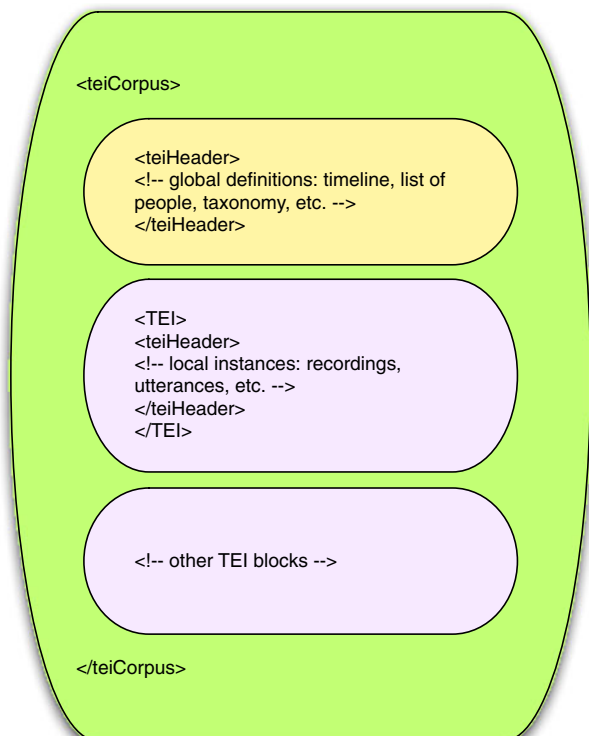 <teiCorpus>
<teiHeader>
<!-- global definitions: timeline, list of
people, taxonomy, etc. -->
</teiHeader>
<TEI>
<teiHeader>
<!-- local instances: recordings,
utterances, etc. -->
</teiHeader>
</TEI>
<!-- other TEI blocks -->
</teiCorpus>